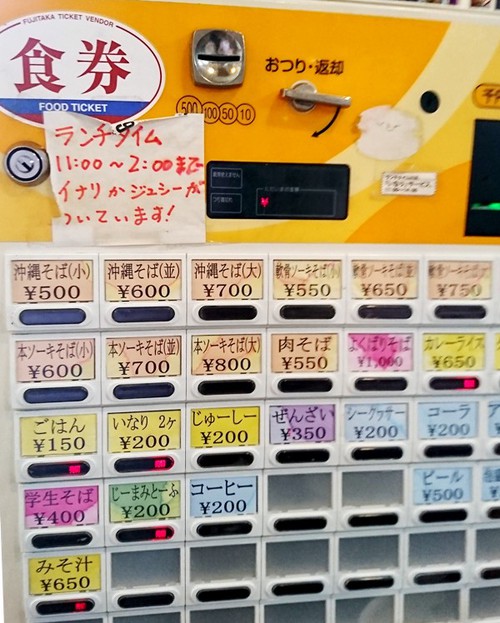 FUJITAKA TICKET VENDOR
食券
FOOD TICKET
おつり・返却
500 100 50 10
ランチタイム
11:00～2:00まで
イナリかジューシーが
ついています!
¥
沖縄そば(小)
¥500
沖縄そば(並)
¥600
沖縄そば(大)
¥700
軟骨ソーキそば(小)
¥550
軟骨ソーキそば(並)
¥650
軟骨ソーキそば(大)
¥750
本ソーキそば(小)
¥600
本ソーキそば(並)
¥700
本ソーキそば(大)
¥800
肉そば
¥550
よくばりそば
¥1,000
カレーライス
¥650
ごはん
¥150
いなり 2ヶ
¥200
じゅーしー
¥200
ぜんざい
¥350
シークヮサー
¥200
コーラ
¥200
学生そば
¥400
じーまみとーふ
¥200
コーヒー
¥200
ビール
¥500
みそ汁
¥650